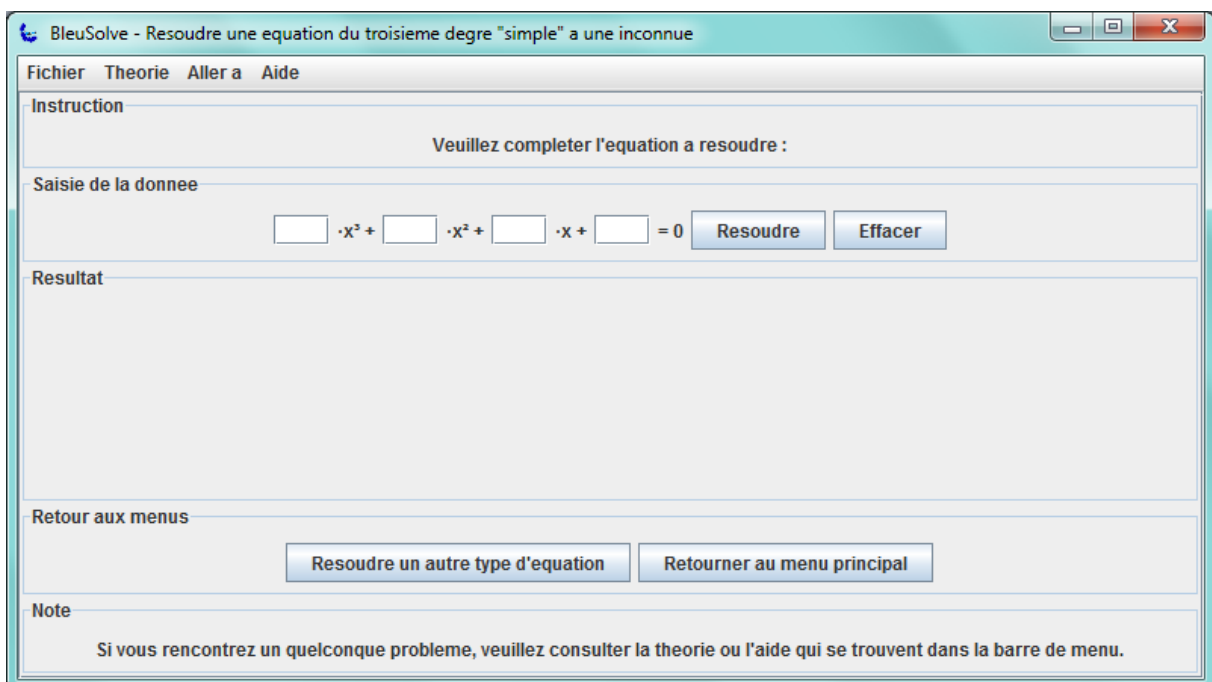 BleuSolve - Resoudre une equation du troisieme degre "simple" a une inconnue
Fichier Theorie Aller a Aide
Instruction
Veuillez completer l'equation a resoudre :
Saisie de la donnee
·x³ + ·x² + ·x + = 0 Resoudre Effacer
Resultat
Retour aux menus
Resoudre un autre type d'equation Retourner au menu principal
Note
Si vous rencontrez un quelconque probleme, veuillez consulter la theorie ou l'aide qui se trouvent dans la barre de menu.